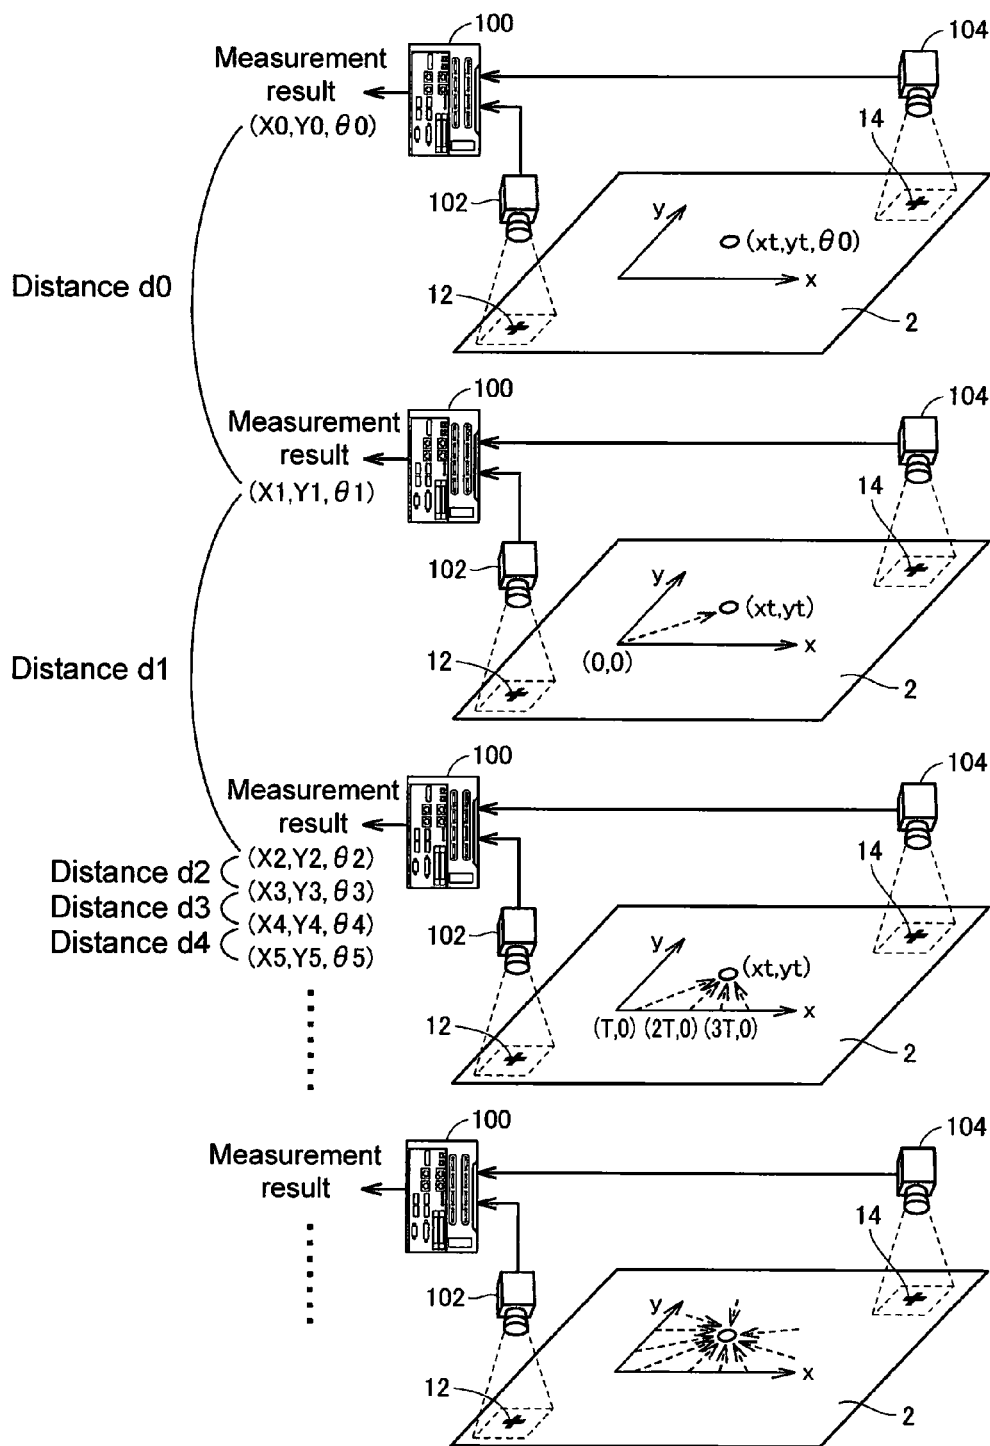 100
104
Measurement
result
(X0,Y0,θ0)
14
102
y
(xt,yt,θ0)
Distance d0
x
12
2
100
104
Measurement
result
(X1,Y1,θ1)
14
102
y
(xt,yt)
(0,0)
x
Distance d1
12
2
100
104
Measurement
result
(X2,Y2,θ2)
Distance d2
(X3,Y3,θ3)
Distance d3
(X4,Y4,θ4)
Distance d4
(X5,Y5,θ5)
14
102
y
(xt,yt)
x
(T,0) (2T,0) (3T,0)
12
2
100
104
Measurement
result
14
102
y
x
12
2